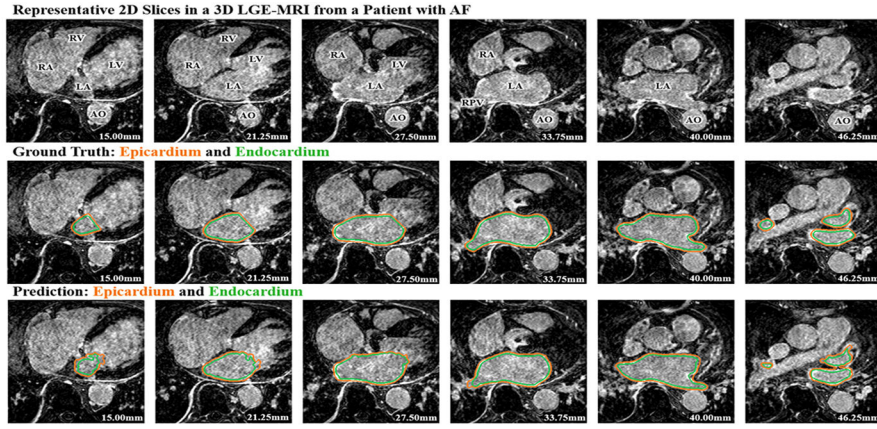 Representative 2D Slices in a 3D LGE-MRI from a Patient with AF
RV
RA
LV
LA
AO
15.00mm
RA
LV
LA
AO
21.25mm
RA
LV
LA
AO
27.50mm
RA
LA
RPV
AO
33.75mm
LA
AO
40.00mm
46.25mm
Ground Truth: Epicardium and Endocardium
15.00mm
21.25mm
27.50mm
33.75mm
40.00mm
46.25mm
Prediction: Epicardium and Endocardium
15.00mm
21.25mm
27.50mm
33.75mm
40.00mm
46.25mm